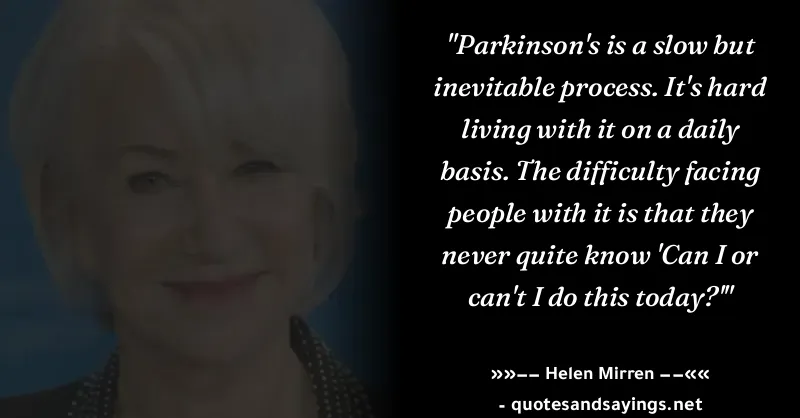 "Parkinson's is a slow but
inevitable process. It's hard
living with it on a daily
basis. The difficulty facing
people with it is that they
never quite know 'Can I or
can't I do this today?'"
»»–– Helen Mirren ––««
- quotesandsayings.net